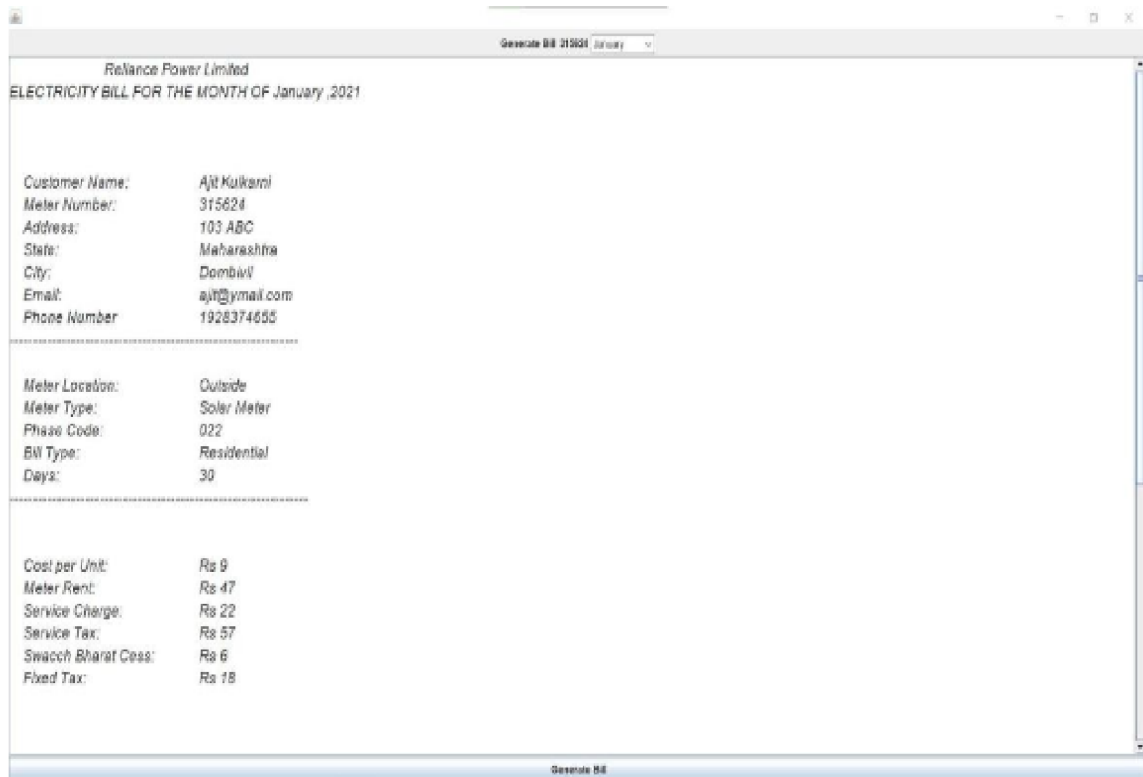 Generate Bill 315624 January
Reliance Power Limited
ELECTRICITY BILL FOR THE MONTH OF January ,2021
Customer Name: Ajit Kulkarni
Meter Number: 315624
Address: 103 ABC
State: Maharashtra
City: Dombivli
Email: ajit@ymail.com
Phone Number 1928374655
------------------------------------------------------------
Meter Location: Outside
Meter Type: Solar Meter
Phase Code: 022
Bill Type: Residential
Days: 30
------------------------------------------------------------
Cost per Unit: Rs 9
Meter Rent: Rs 47
Service Charge: Rs 22
Service Tax: Rs 57
Swacch Bharat Cess: Rs 6
Fixed Tax: Rs 18
Generate Bill